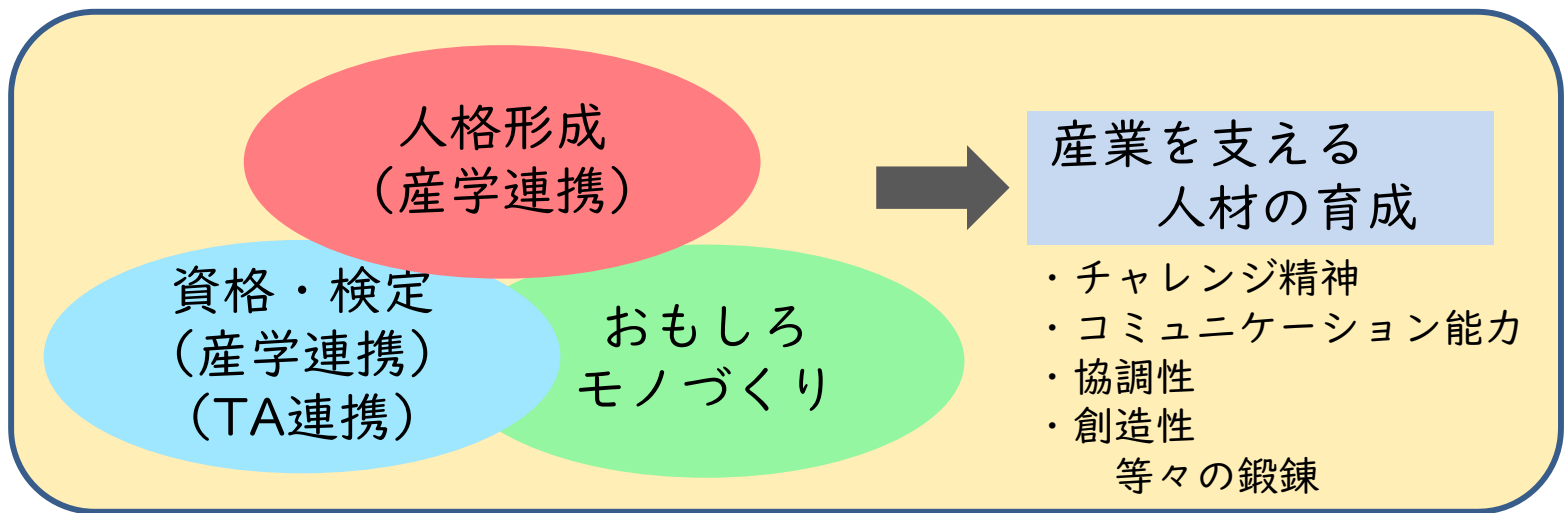 人格形成
(産学連携)
資格・検定
(産学連携)
(TA連携)
おもしろ
モノづくり
産業を支える
人材の育成
・チャレンジ精神
・コミュニケーション能力
・協調性
・創造性
等々の鍛錬